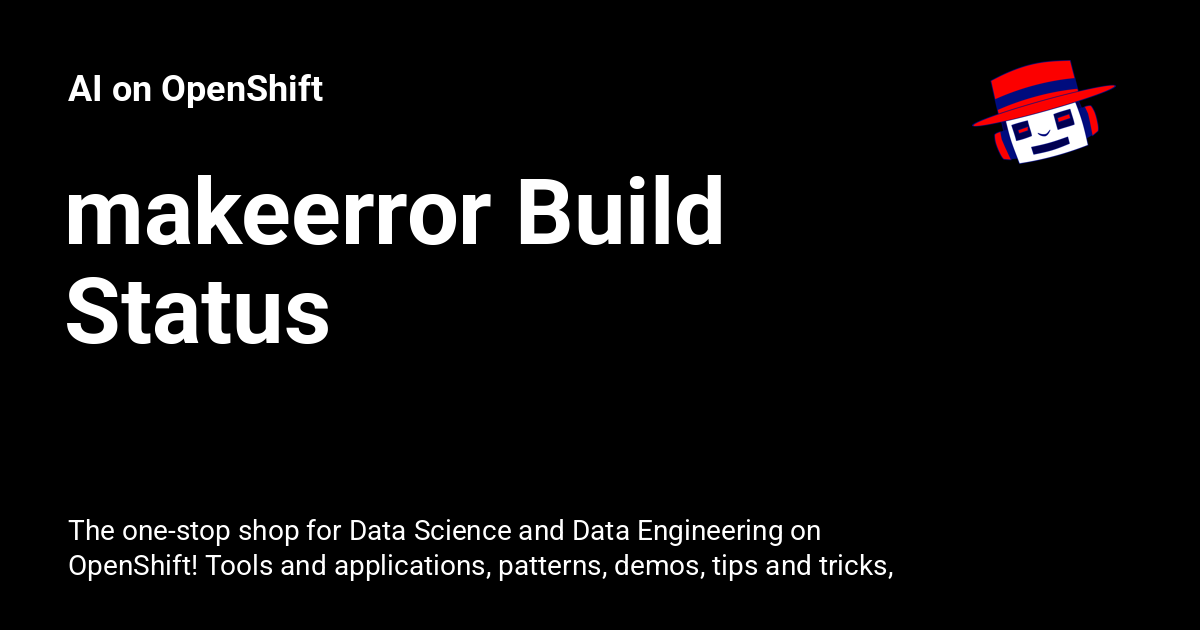 AI on OpenShift
makeerror Build
Status
The one-stop shop for Data Science and Data Engineering on
OpenShift! Tools and applications, patterns, demos, tips and tricks,